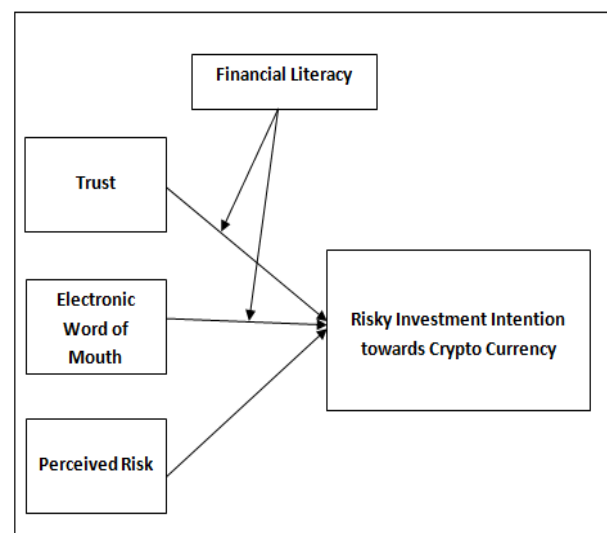 Financial Literacy
Trust
Electronic
Word of
Mouth
Risky Investment Intention
towards Crypto Currency
Perceived Risk